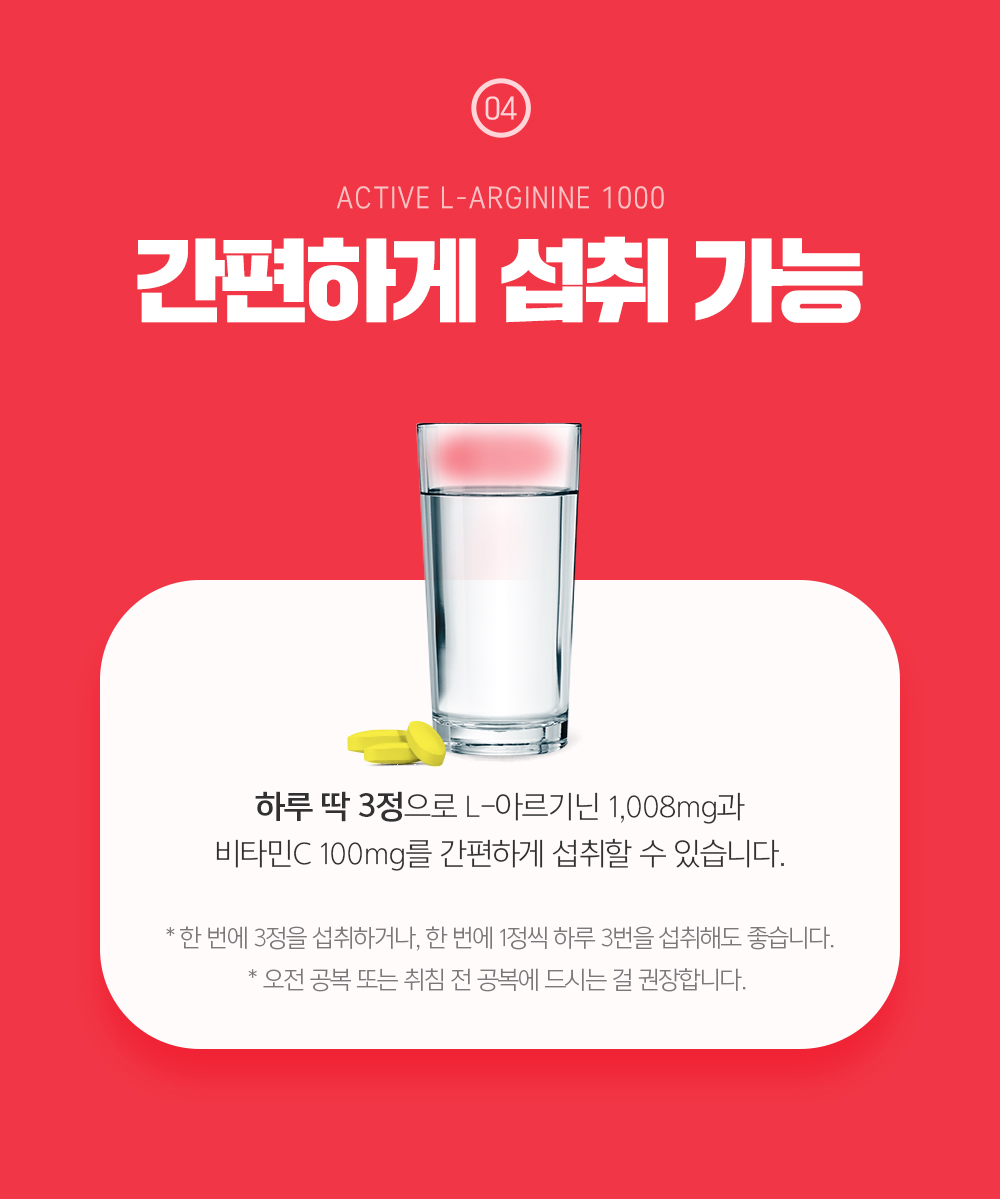 04
ACTIVE L-ARGININE 1000
간편하게 섭취 가능
하루 딱 3정으로 L-아르기닌 1,008mg과
비타민C 100mg를 간편하게 섭취할 수 있습니다.
* 한 번에 3정을 섭취하거나, 한 번에 1정씩 하루 3번을 섭취해도 좋습니다.
* 오전 공복 또는 취침 전 공복에 드시는 걸 권장합니다.